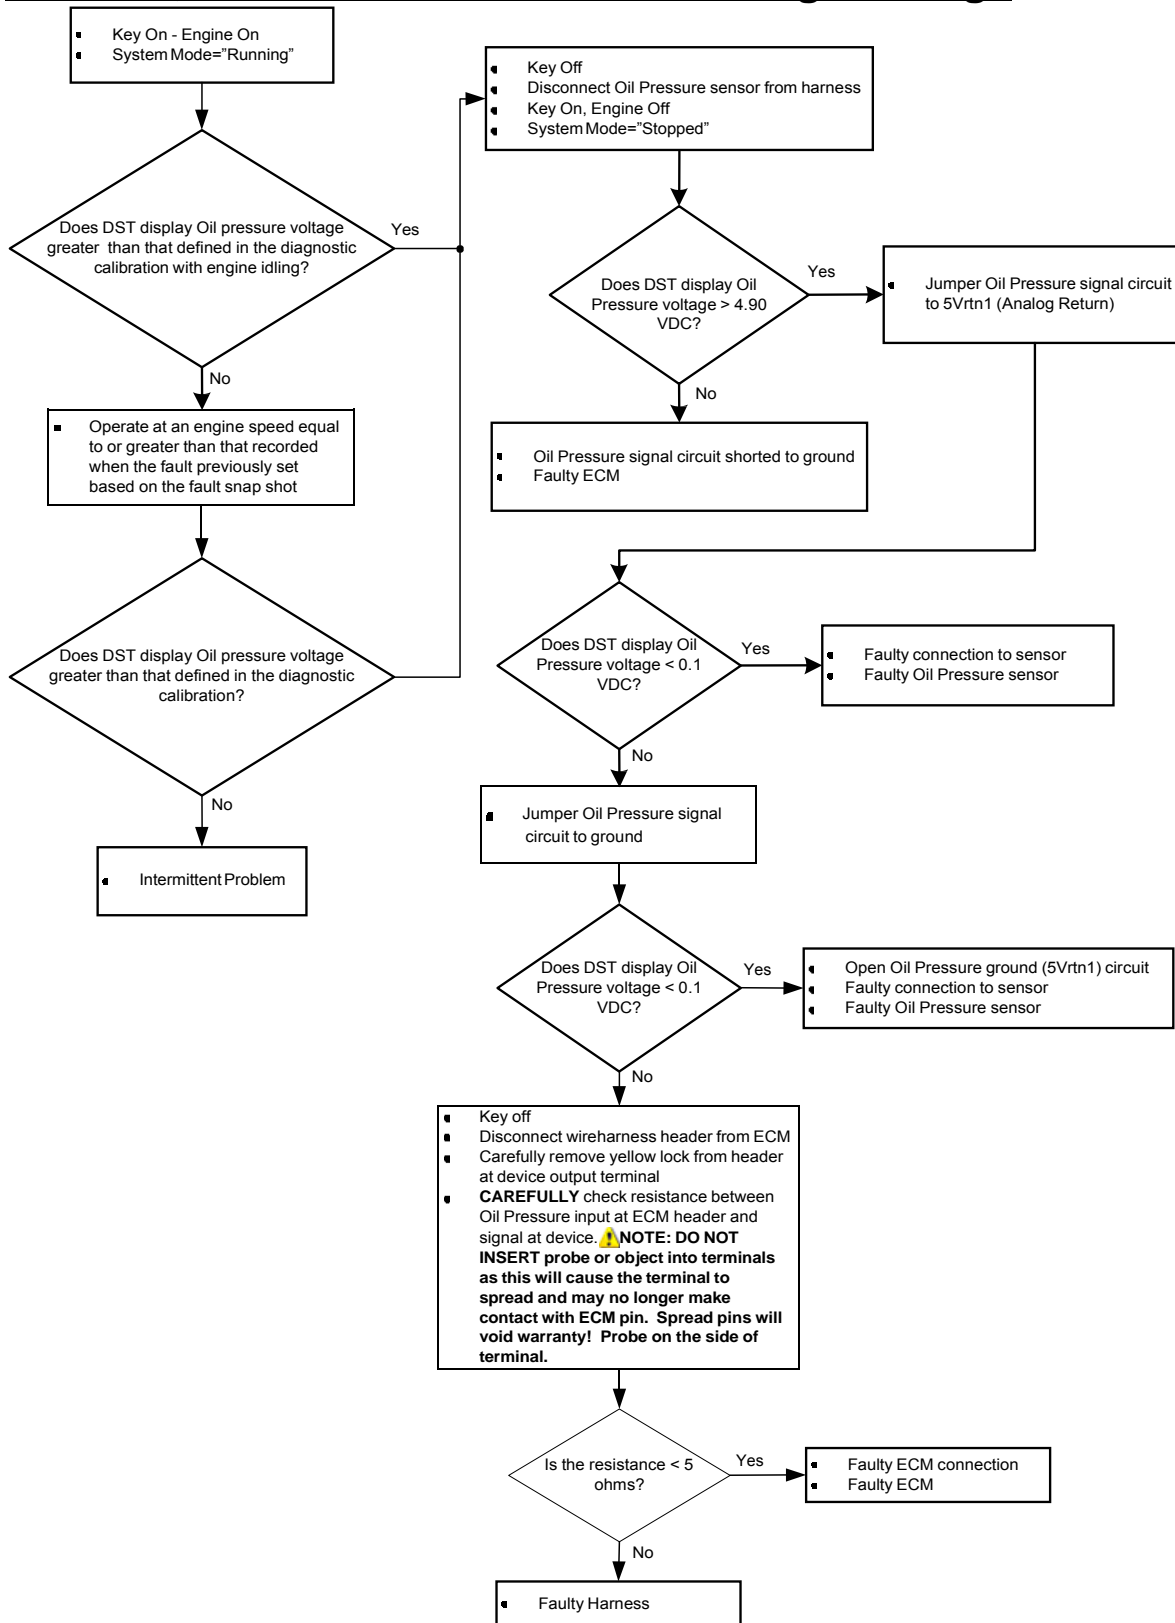 Key On - Engine On
System Mode="Running"
Does DST display Oil pressure voltage
greater than that defined in the diagnostic
calibration with engine idling?
Yes
No
Operate at an engine speed equal
to or greater than that recorded
when the fault previously set
based on the fault snap shot
Does DST display Oil pressure voltage
greater than that defined in the diagnostic
calibration?
No
Intermittent Problem
Key Off
Disconnect Oil Pressure sensor from harness
Key On, Engine Off
System Mode="Stopped"
Does DST display Oil
Pressure voltage > 4.90
VDC?
Yes
Jumper Oil Pressure signal circuit
to 5Vrtn1 (Analog Return)
No
Oil Pressure signal circuit shorted to ground
Faulty ECM
Does DST display Oil
Pressure voltage < 0.1
VDC?
Yes
Faulty connection to sensor
Faulty Oil Pressure sensor
No
Jumper Oil Pressure signal
circuit to ground
Does DST display Oil
Pressure voltage < 0.1
VDC?
Yes
Open Oil Pressure ground (5Vrtn1) circuit
Faulty connection to sensor
Faulty Oil Pressure sensor
No
Key off
Disconnect wireharness header from ECM
Carefully remove yellow lock from header
at device output terminal
CAREFULLY check resistance between
Oil Pressure input at ECM header and
signal at device. NOTE: DO NOT
INSERT probe or object into terminals
as this will cause the terminal to
spread and may no longer make
contact with ECM pin. Spread pins will
void warranty! Probe on the side of
terminal.
Is the resistance < 5
ohms?
Yes
Faulty ECM connection
Faulty ECM
No
Faulty Harness